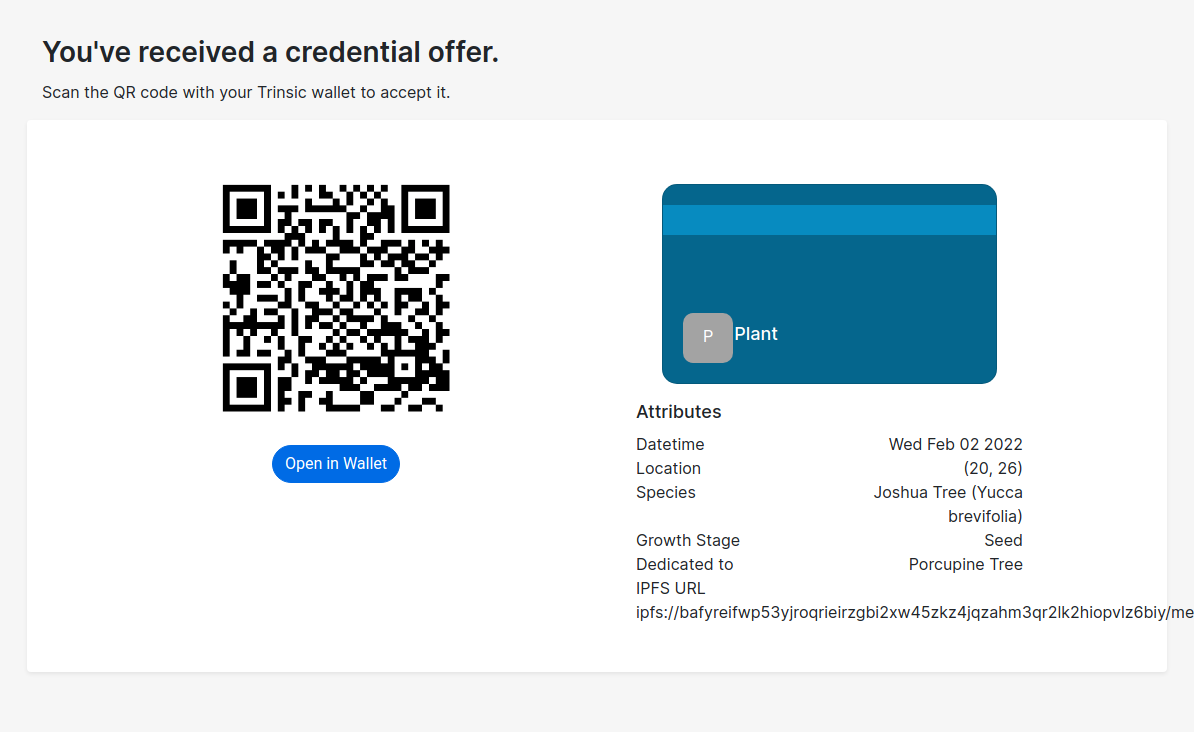 You've received a credential offer.
Scan the QR code with your Trinsic wallet to accept it.
Open in Wallet
P
Plant
Attributes
Datetime Wed Feb 02 2022
Location (20, 26)
Species Joshua Tree (Yucca
brevifolia)
Growth Stage Seed
Dedicated to Porcupine Tree
IPFS URL
ipfs://bafyreifwp53yjroqrieirzgbi2xw45zkz4jqzahm3qr2lk2hiopvlz6biy/me